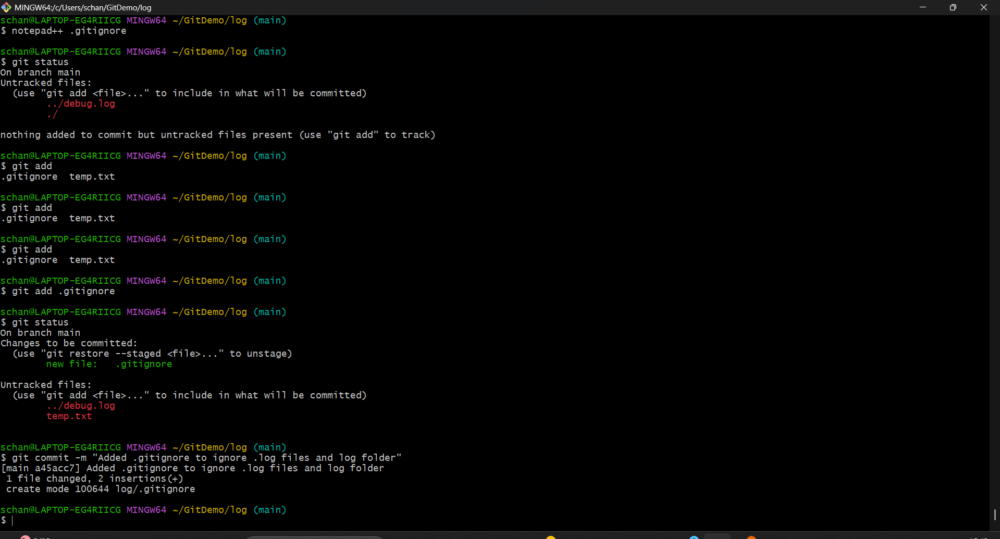 MINGW64:/c/Users/schan/GitDemo/log
schan@LAPTOP-EG4RIICG MINGW64 ~/GitDemo/log (main)
$ notepad++ .gitignore
schan@LAPTOP-EG4RIICG MINGW64 ~/GitDemo/log (main)
$ git status
On branch main
Untracked files:
  (use "git add <file>..." to include in what will be committed)
        ../debug.log
        ./
nothing added to commit but untracked files present (use "git add" to track)
schan@LAPTOP-EG4RIICG MINGW64 ~/GitDemo/log (main)
$ git add
.gitignore  temp.txt
schan@LAPTOP-EG4RIICG MINGW64 ~/GitDemo/log (main)
$ git add
.gitignore  temp.txt
schan@LAPTOP-EG4RIICG MINGW64 ~/GitDemo/log (main)
$ git add
.gitignore  temp.txt
schan@LAPTOP-EG4RIICG MINGW64 ~/GitDemo/log (main)
$ git add .gitignore
schan@LAPTOP-EG4RIICG MINGW64 ~/GitDemo/log (main)
$ git status
On branch main
Changes to be committed:
  (use "git restore --staged <file>..." to unstage)
        new file:   .gitignore
Untracked files:
  (use "git add <file>..." to include in what will be committed)
        ../debug.log
        temp.txt
schan@LAPTOP-EG4RIICG MINGW64 ~/GitDemo/log (main)
$ git commit -m "Added .gitignore to ignore .log files and log folder"
[main a45acc7] Added .gitignore to ignore .log files and log folder
 1 file changed, 2 insertions(+)
 create mode 100644 log/.gitignore
schan@LAPTOP-EG4RIICG MINGW64 ~/GitDemo/log (main)
$